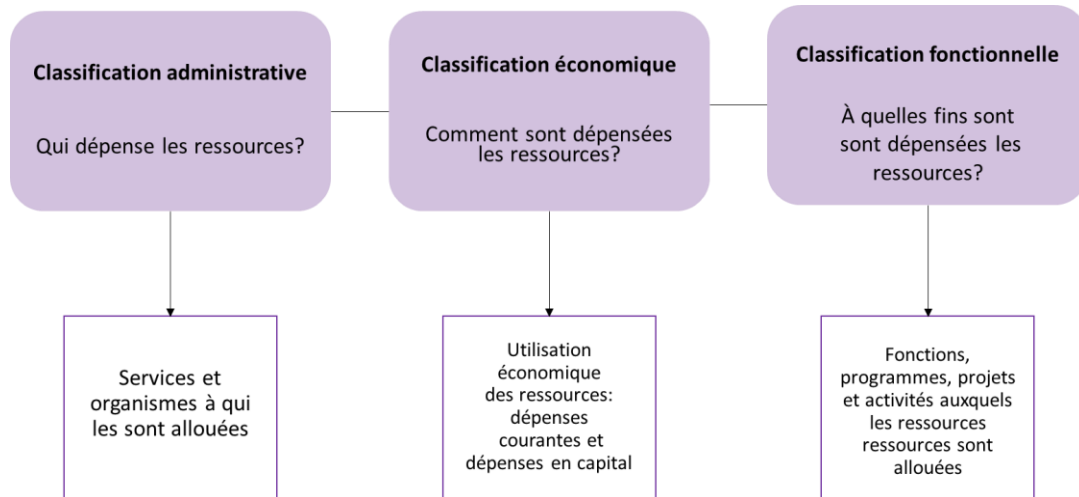 Classification administrative
Qui dépense les ressources?
Classification économique
Comment sont dépensées
les ressources?
Classification fonctionnelle
À quelles fins sont
sont dépensées les
ressources?
Services et
organismes à qui
les sont allouées
Utilisation
économique
des ressources:
dépenses
courantes et
dépenses en capital
Fonctions,
programmes, projets
et activités auxquels
les ressources
ressources sont
allouées